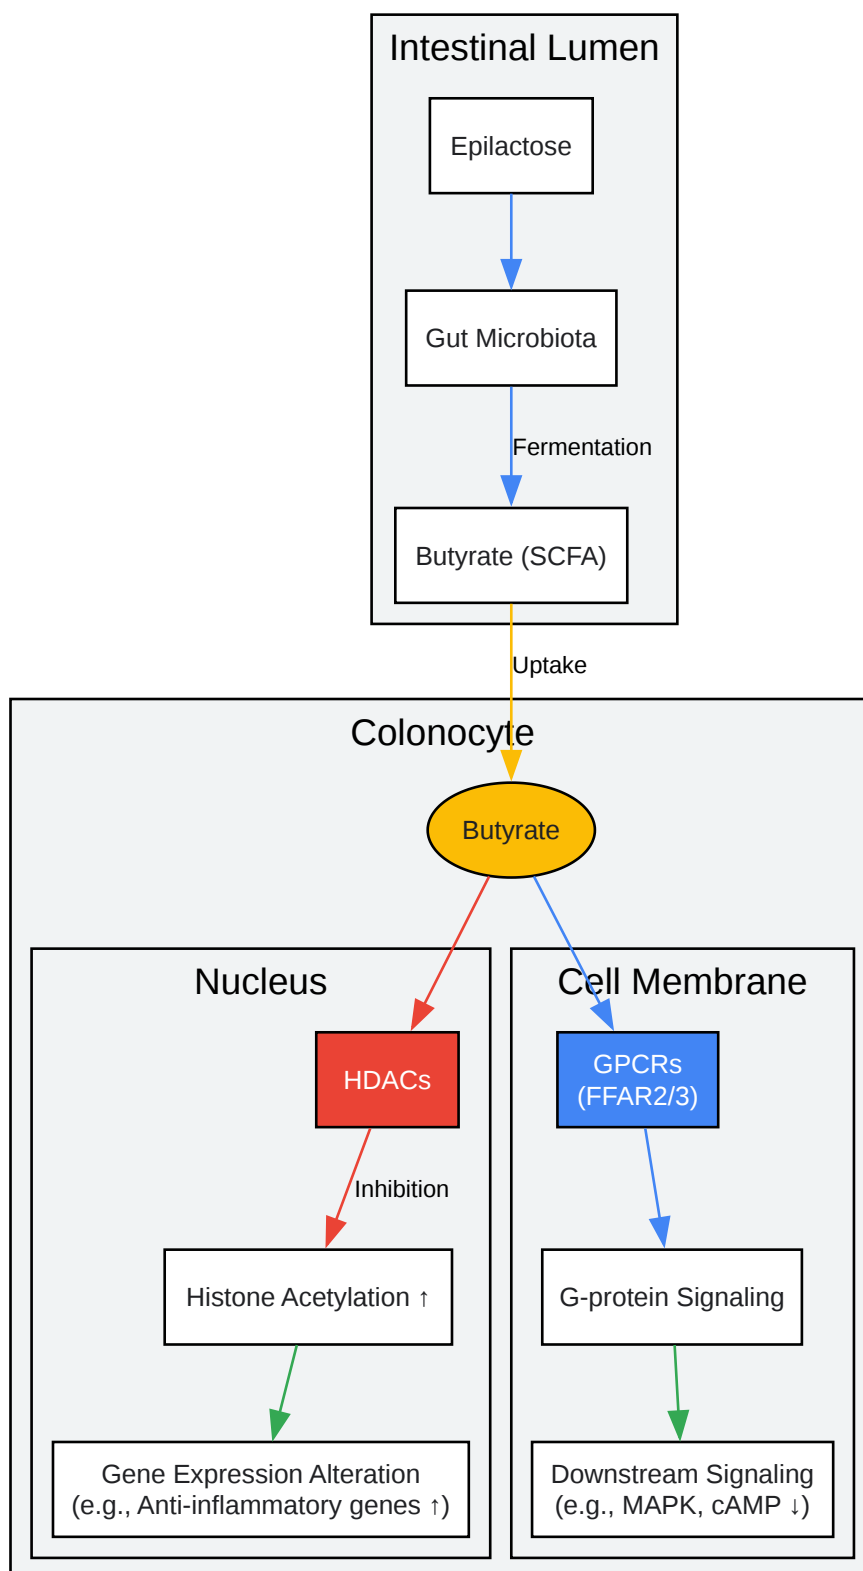 Intestinal Lumen
Epilactose
Gut Microbiota
Fermentation
Butyrate (SCFA)
Uptake
Colonocyte
Butyrate
Nucleus
HDACs
Inhibition
Histone Acetylation ↑
Gene Expression Alteration
(e.g., Anti-inflammatory genes ↑)
Cell Membrane
GPCRs
(FFAR2/3)
G-protein Signaling
Downstream Signaling
(e.g., MAPK, cAMP ↓)